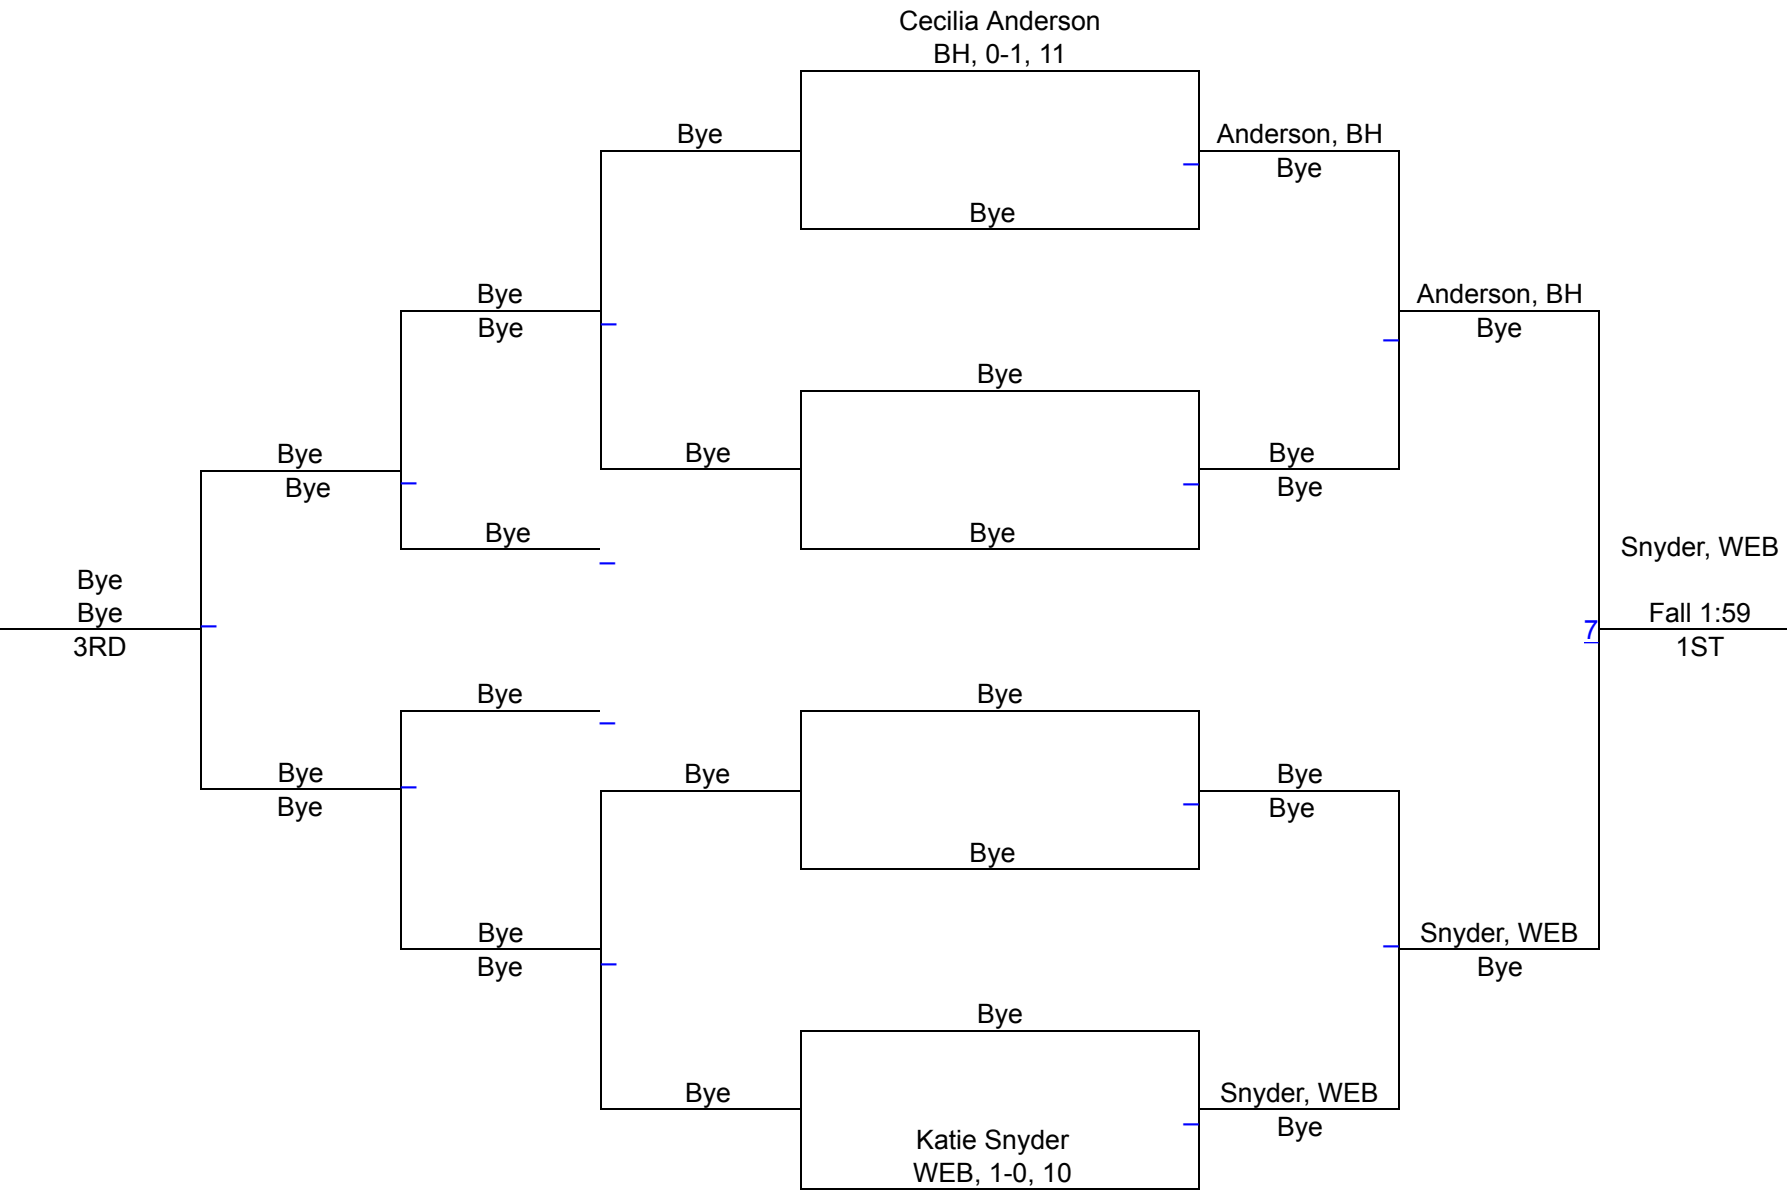 Cecilia Anderson
BH, 0-1, 11
Bye
Anderson, BH
Bye
Bye
Bye
Anderson, BH
Bye
Bye
Bye
Bye
Bye
Bye
Bye
Bye
Bye
Bye
Bye
Snyder, WEB
Bye
Bye
7
Fall 1:59
3RD
1ST
Bye
Bye
Bye
Bye
Bye
Bye
Bye
Bye
Bye
Snyder, WEB
Bye
Bye
Bye
Bye
Snyder, WEB
Bye
Katie Snyder
WEB, 1-0, 10